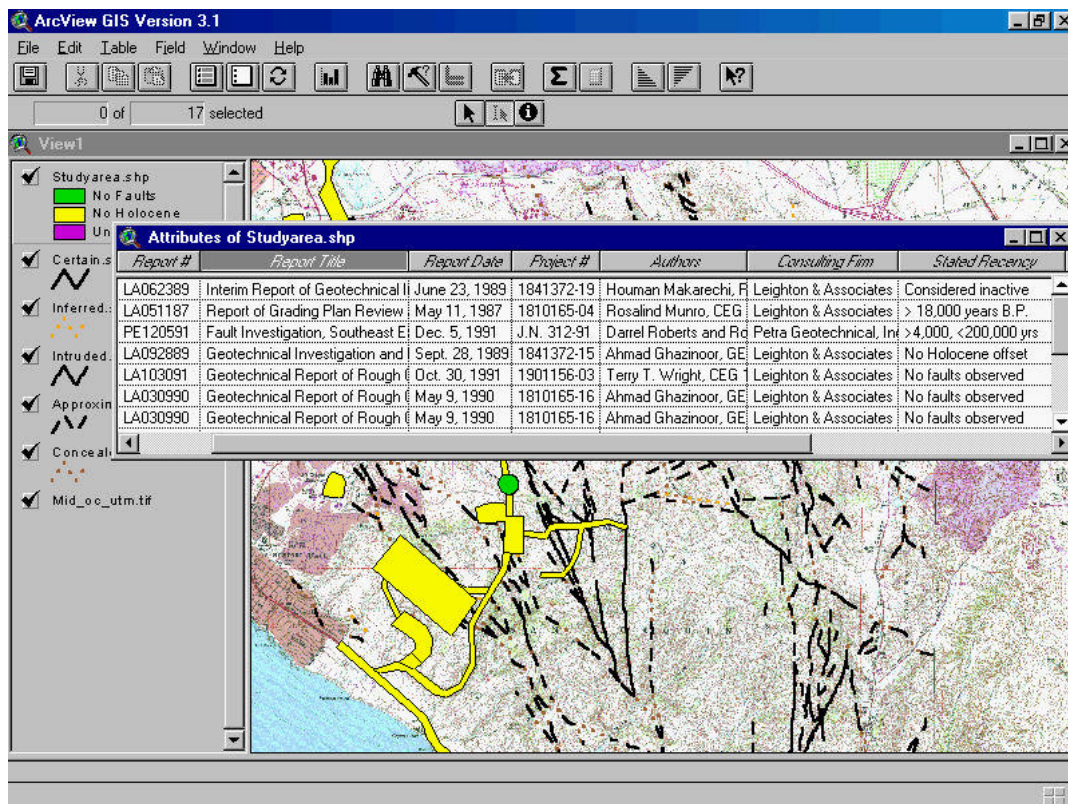 ArcView GIS Version 3.1
File Edit Table Field Window Help
0 of 17 selected
View1
Studyarea.shp
No Faults
No Holocene
Un
Certain.s
Inferred.
Intruded.
Approxin
Conceal
Mid_oc_utm.tif
Attributes of Studyarea.shp
Report # Report Title Report Date Project # Authors Consulting Firm Stated Recency
LA062389 Interim Report of Geotechnical I June 23, 1989 1841372-19 Houman Makarechi, F Leighton & Associates Considered inactive
LA051187 Report of Grading Plan Review May 11, 1987 1810165-04 Rosalind Munro, CEG Leighton & Associates > 18,000 years B.P.
PE120591 Fault Investigation, Southeast E Dec. 5, 1991 J.N. 312-91 Darrel Roberts and Ro Petra Geotechnical, In >4,000, <200,000 yrs
LA092889 Geotechnical Investigation and Sept. 28, 1989 1841372-15 Ahmad Ghazinoor, GE Leighton & Associates No Holocene offset
LA103091 Geotechnical Report of Rough Oct. 30, 1991 1901156-03 Terry T. Wright, CEG 1 Leighton & Associates No faults observed
LA030990 Geotechnical Report of Rough May 9, 1990 1810165-16 Ahmad Ghazinoor, GE Leighton & Associates No faults observed
LA030990 Geotechnical Report of Rough May 9, 1990 1810165-16 Ahmad Ghazinoor, GE Leighton & Associates No faults observed